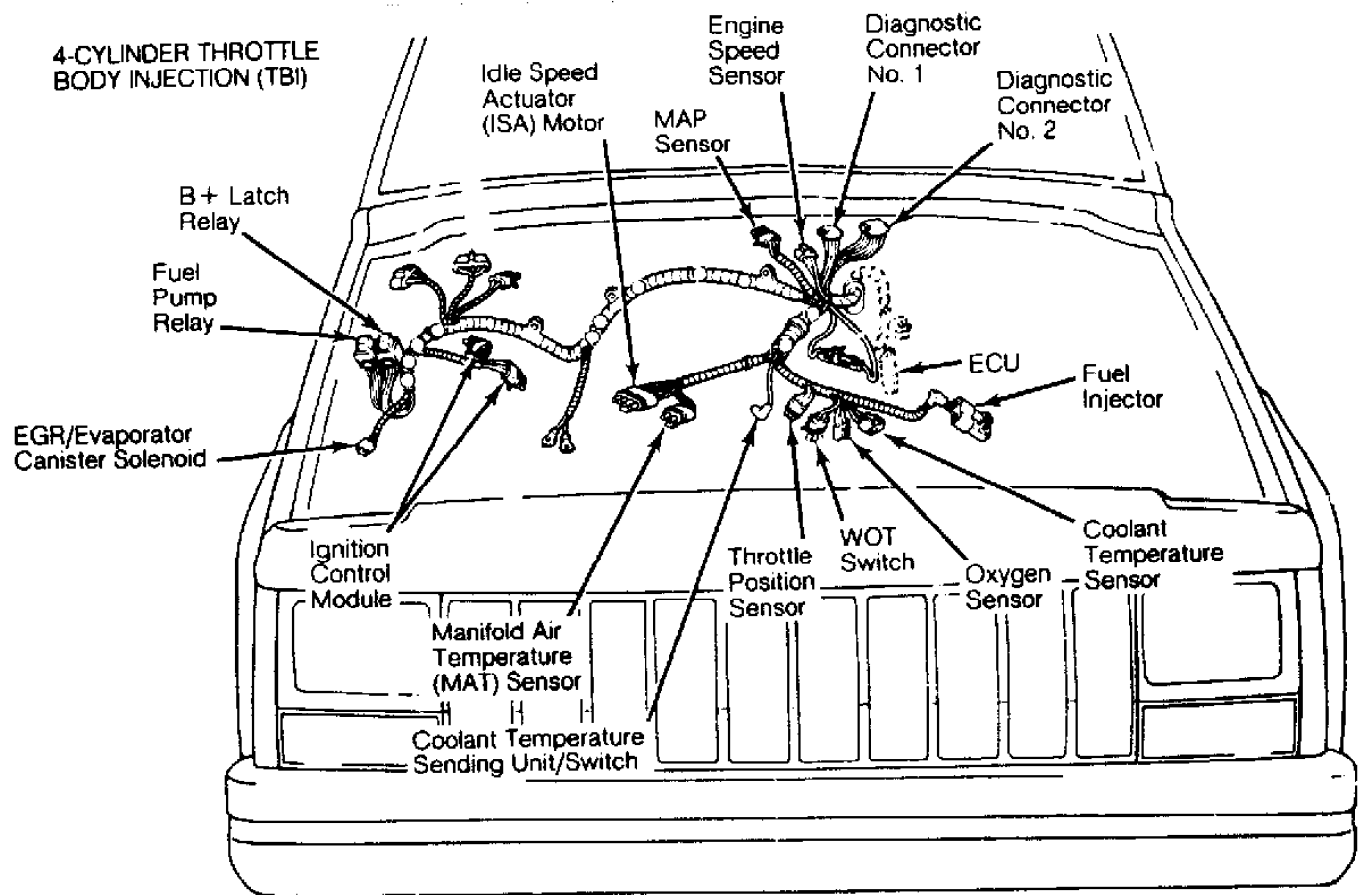 4-CYLINDER THROTTLE
BODY INJECTION (TBI)
Idle Speed
Actuator
(ISA) Motor
MAP
Sensor
Engine
Speed
Sensor
Diagnostic
Connector
No. 1
Diagnostic
Connector
No. 2
B + Latch
Relay
Fuel
Pump
Relay
EGR/Evaporator
Canister Solenoid
ECU
Fuel
Injector
Ignition
Control
Module
Manifold Air
Temperature
(MAT) Sensor
Coolant Temperature
Sending Unit/Switch
Throttle
Position
Sensor
WOT
Switch
Oxygen
Sensor
Coolant
Temperature
Sensor